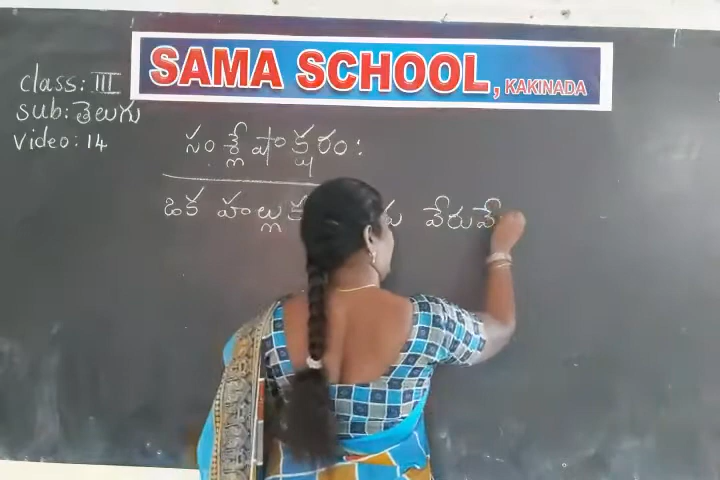 SAMA SCHOOL, KAKINADA
class: III
sub: తెలుగు
video: 14
సంశ్లేషాక్షరం:
ఒక హల్లుకు వేరువే